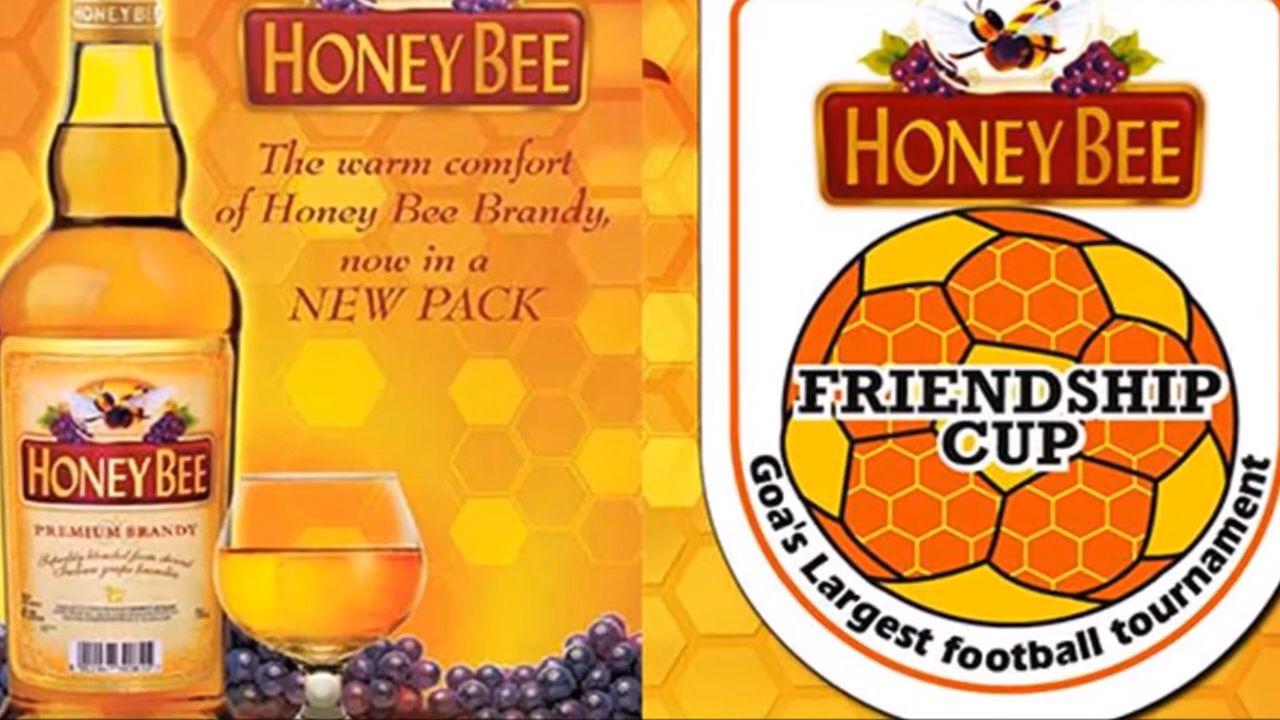 HONEY BEE
HONEY BEE
The warm comfort
of Honey Bee Brandy,
now in a
NEW PACK
HONEY BEE
PREMIUM BRANDY
HONEY BEE
FRIENDSHIP
CUP
Goa's Largest football tournament